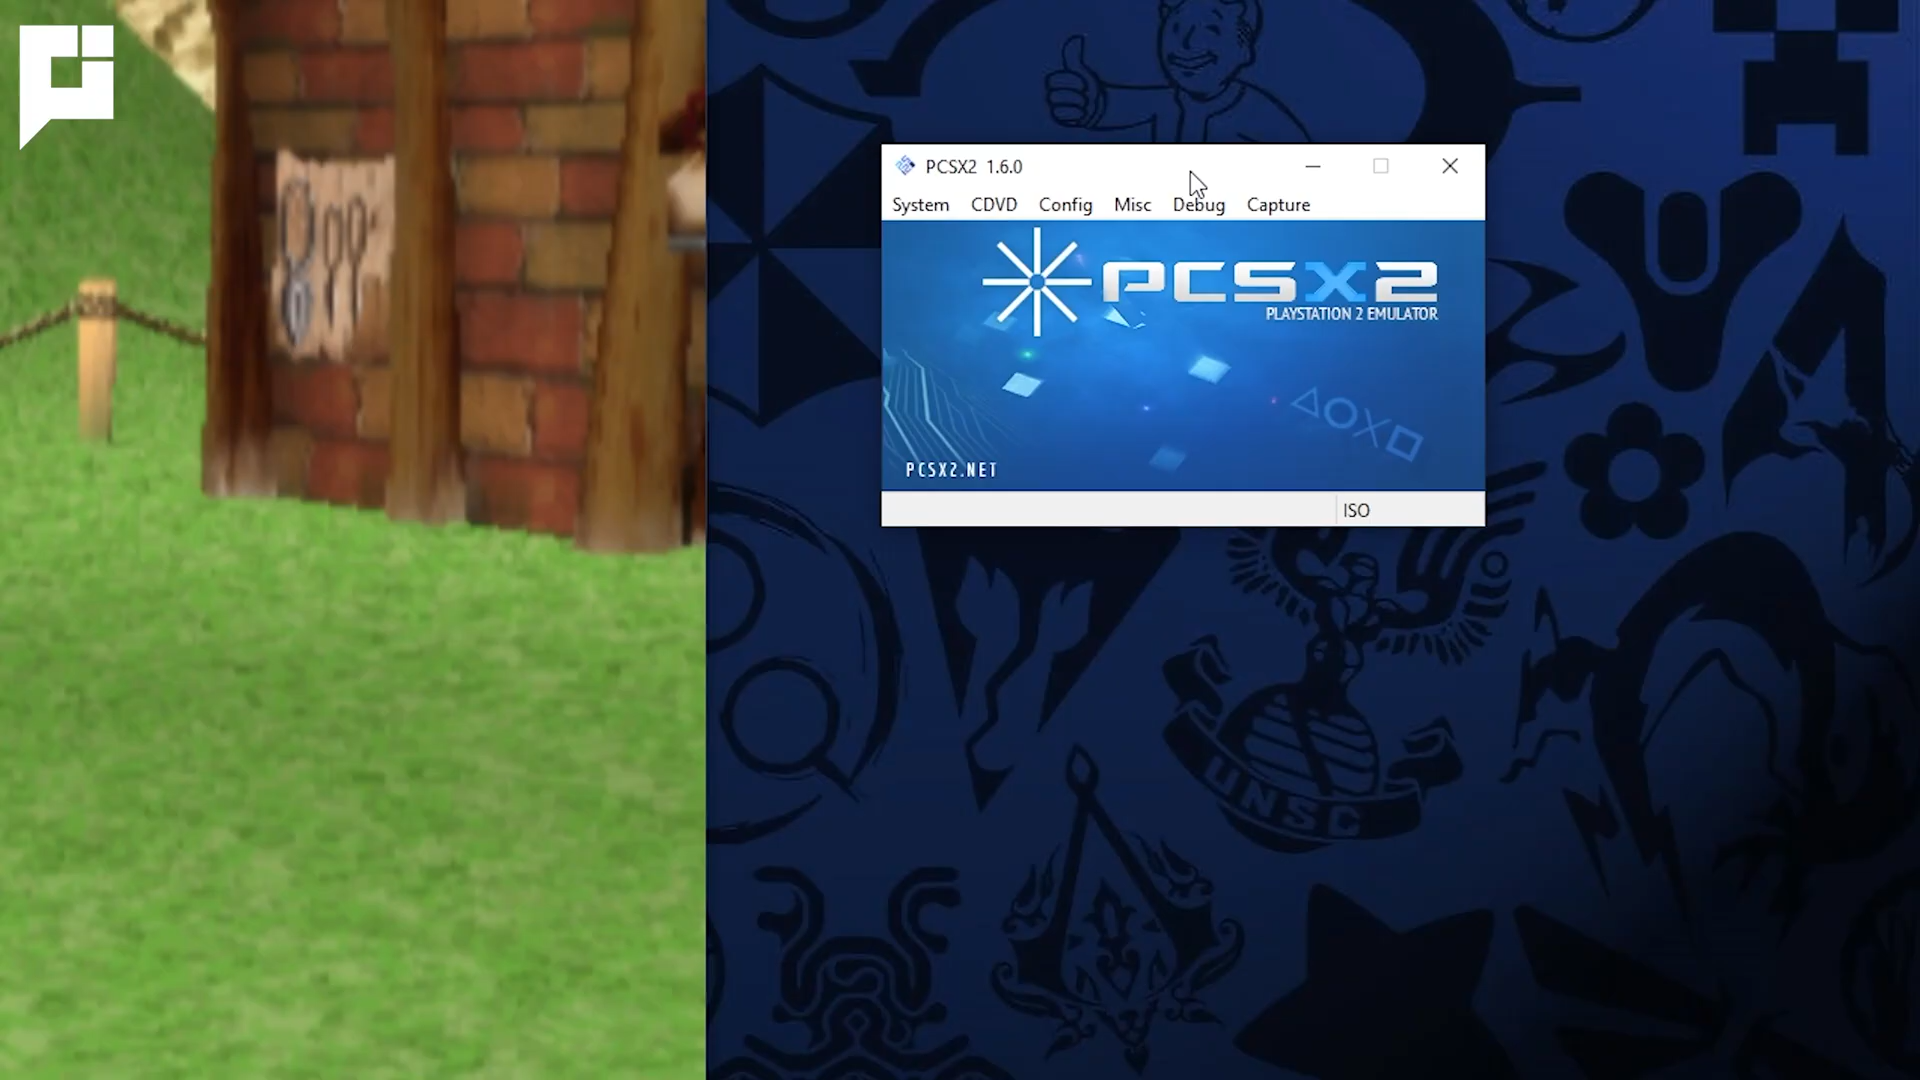 PCSX2 1.6.0
System CDVD Config Misc Debug Capture
PCSX2
PLAYSTATION 2 EMULATOR
PCSX2.NET
ISO
UNSC